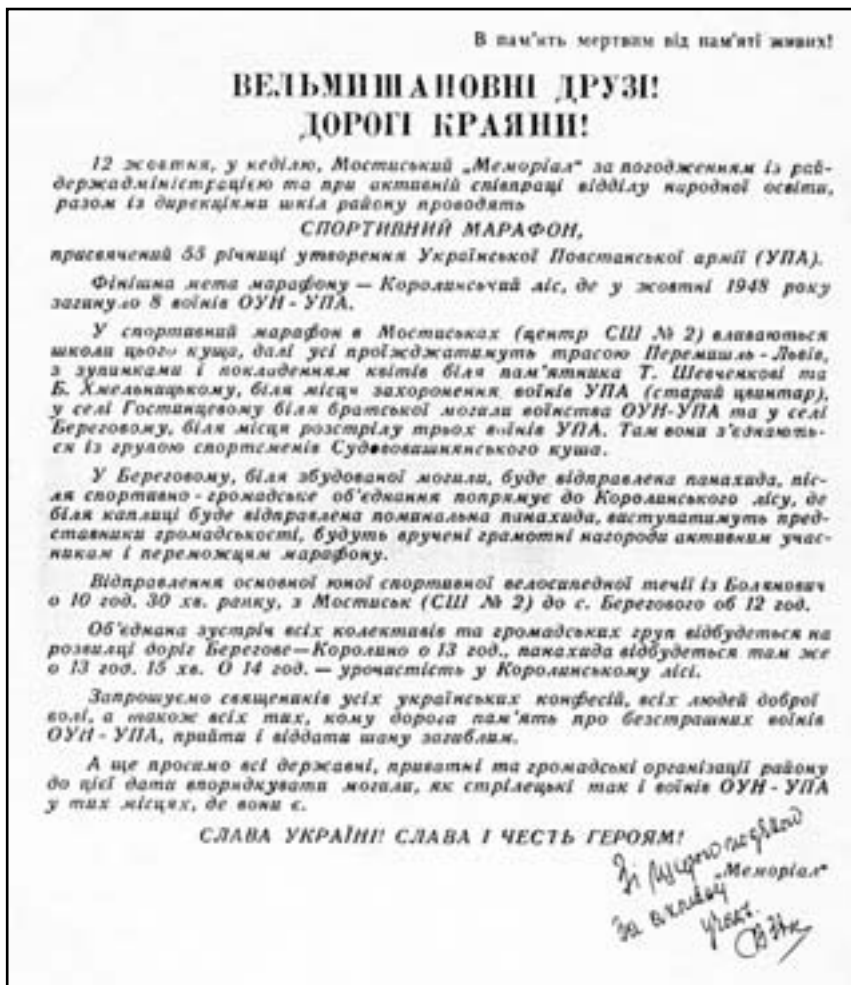 В пам'ять мертвим від пам'яті живих!
ВЕЛЬМИШАНОВНІ ДРУЗІ!
ДОРОГІ КРАЯНИ!
12 жовтня, у неділю, Мостиський „Меморіал" за погодженням із рай-
держадміністрацією та при активній співпраці відділу народної освіти,
разом із дирекціями шкіл району проводять
СПОРТИВНИЙ МАРАФОН,
присвячений 55 річниці утворення Української Повстанської армії (УПА).
Фінішна мета марафону — Королинський ліс, де у жовтні 1948 року
загинуло 8 воїнів ОУН - УПА.
У спортивний марафон в Мостиськах (центр СШ № 2) вливаються
школи цього куща, далі усі проїжджатимуть трасою Перемишль - Львів,
з зупинками і покладенням квітів біля пам'ятника Т. Шевченкові та
Б. Хмельницькому, біля місця захоронення воїнів УПА (старий цвинтар),
у селі Гостинцевому біля братської могили воїнства ОУН-УПА та у селі
Береговому, біля місця розстрілу трьох воїнів УПА. Там вони з'єднають-
ся із групою спортсменів Судововишнянського куща.
У Береговому, біля збудованої могили, буде відправлена панахида, піс-
ля спортивно - громадське об'єднання попрямує до Королинського лісу, де
біля каплиці буде відправлена поминальна панахида, виступатимуть пред-
ставники громадськості, будуть вручені грамотні нагороди активним учас-
никам і переможцям марафону.
Відправлення основної юної спортивної велосипедної течії із Болянович
о 10 год. 30 хв. ранку, з Мостиськ (СШ № 2) до с. Берегового об 12 год.
Об'єднана зустріч всіх колективів та громадських груп відбудеться на
розвилці доріг Берегове—Королино о 13 год., панахида відбудеться там же
о 13 год. 15 хв. О 14 год. — урочистість у Королинському лісі.
Запрошуємо священиків усіх українських конфесій, всіх людей доброї
волі, а також всіх тих, кому дорога пам'ять про безстрашних воїнів
ОУН - УПА, прийти і віддати шану загиблим.
А ще просимо всі державні, приватні та громадські організації району
до цієї дати впорядкувати могили, як стрілецькі так і воїнів ОУН - УПА
у тих місцях, де вони є.
СЛАВА УКРАЇНІ! СЛАВА І ЧЕСТЬ ГЕРОЯМ!
„Меморіал"
Зі щирою подякою
За активну
участь.